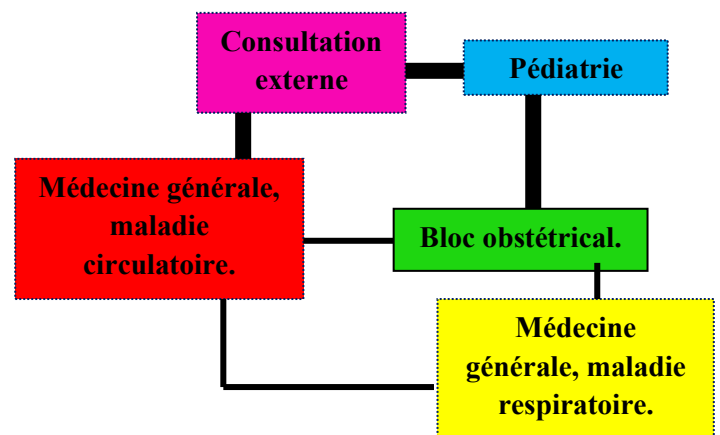 Consultation
externe
Pédiatrie
Médecine générale,
maladie
circulatoire.
Bloc obstétrical.
Médecine
générale, maladie
respiratoire.